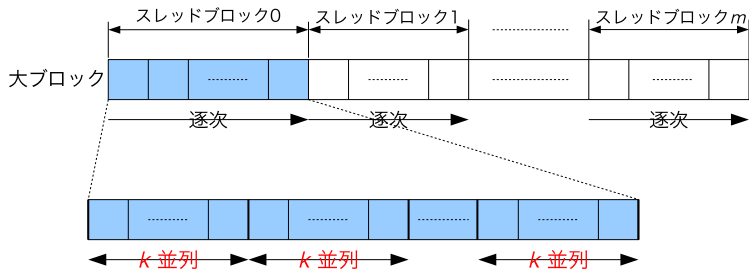 スレッドブロック0 スレッドブロック1 スレッドブロックm
大ブロック
逐次 逐次 逐次
k 並列 k 並列 k 並列